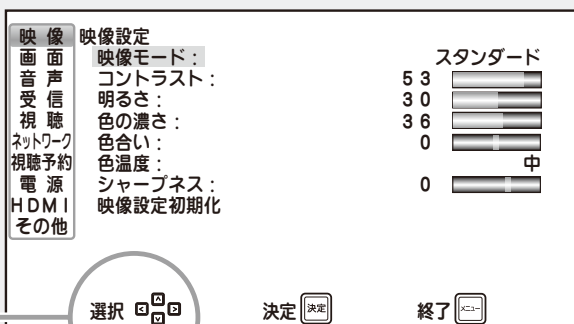 映像 映像設定
画面 映像モード: スタンダード
音声 コントラスト: 53
受信 明るさ: 30
視聴 色の濃さ: 36
ネットワーク 色合い: 0
視聴予約 色温度: 中
電源 シャープネス: 0
HDMI 映像設定初期化
その他
選択 決定 決定 終了 メニュー